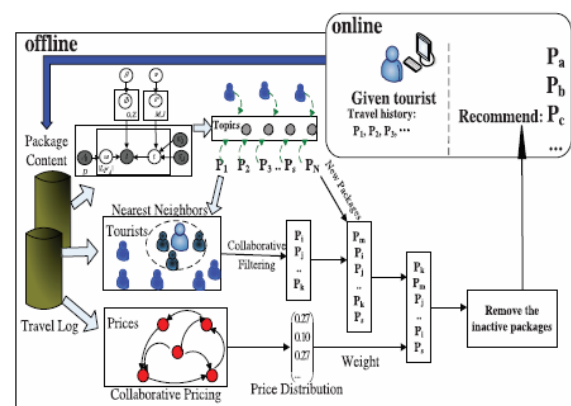 offline
online
Given tourist
Travel history:
P1, P2, P3, ...
Pa
Pb
Recommend: Pc
...
Package
Content
Travel Log
D
Topics
P1 P2 P3 .. Ps PN
New Packages
Nearest Neighbors
Tourists
Collaborative
Filtering
Pi
Pj
..
Pk
Pm
Pi
Pj
..
Pk
Ps
Pk
Pm
Pj
..
Pi
Ps
Remove the
inactive packages
Prices
Collaborative Pricing
0.27
0.10
0.27
...
Price Distribution
Weight